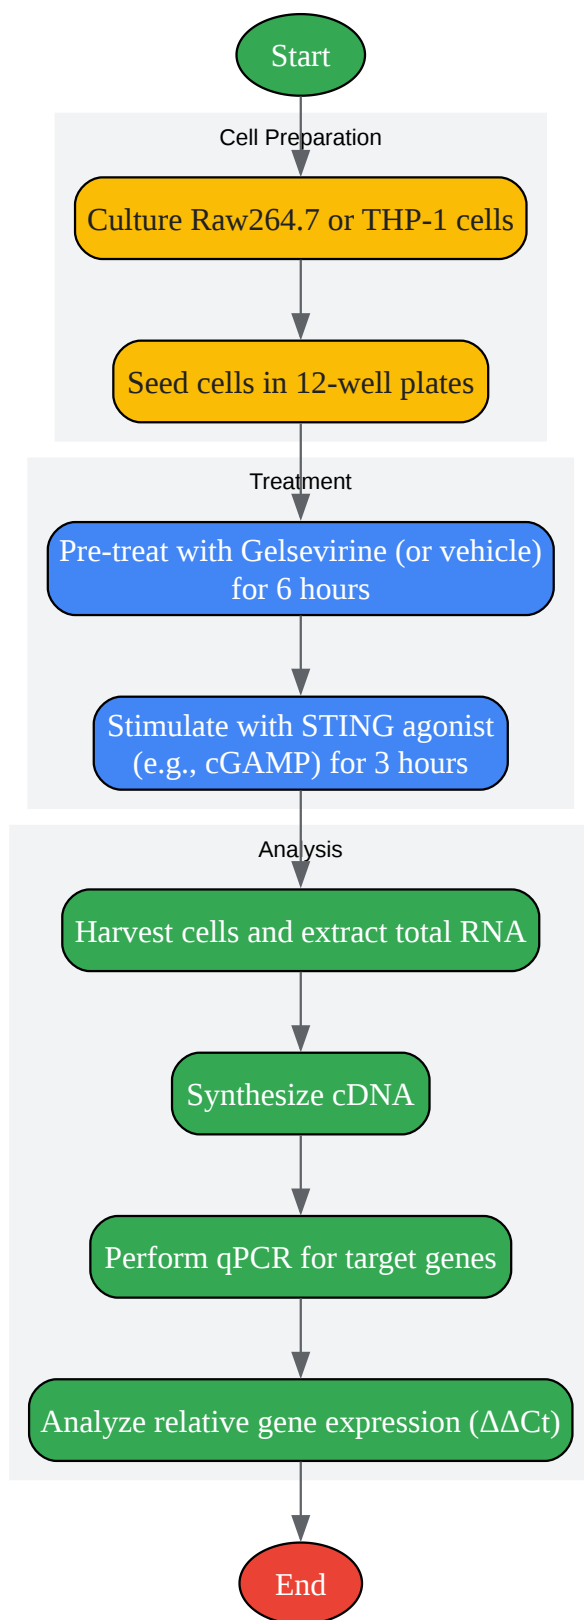 Start
Cell Preparation
Culture Raw264.7 or THP-1 cells
Seed cells in 12-well plates
Treatment
Pre-treat with Gelsevirine (or vehicle)
for 6 hours
Stimulate with STING agonist
(e.g., cGAMP) for 3 hours
Analysis
Harvest cells and extract total RNA
Synthesize cDNA
Perform qPCR for target genes
Analyze relative gene expression (ΔΔCt)
End